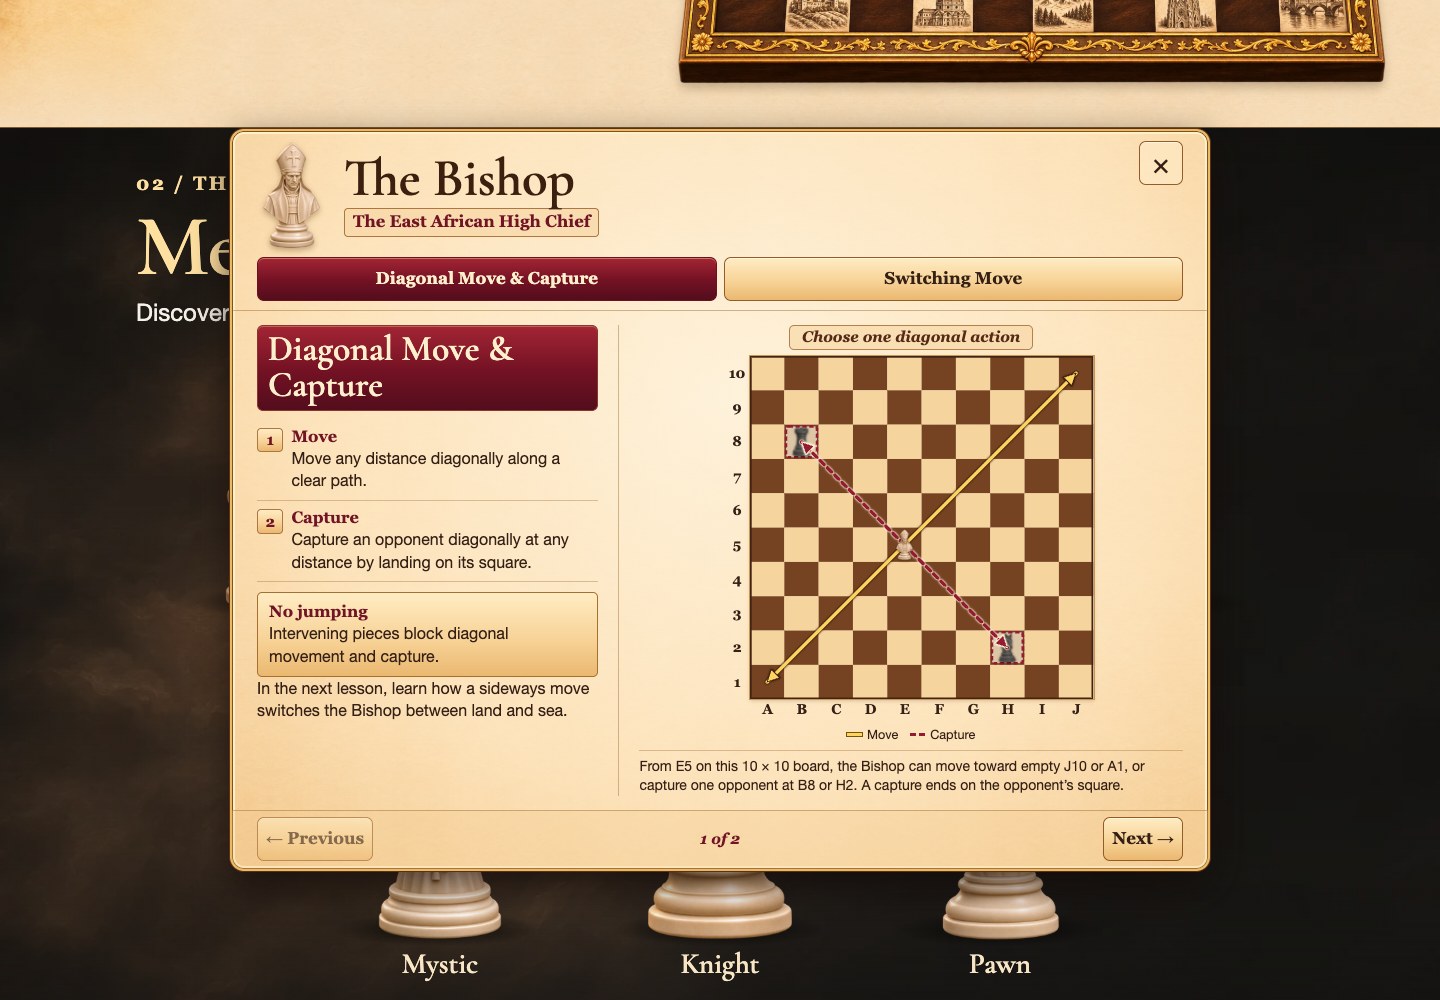 02 / TH
Me
Discover
The Bishop
The East African High Chief
×
Diagonal Move & Capture
Switching Move
Diagonal Move &
Capture
1
Move
Move any distance diagonally along a
clear path.
2
Capture
Capture an opponent diagonally at any
distance by landing on its square.
No jumping
Intervening pieces block diagonal
movement and capture.
In the next lesson, learn how a sideways move
switches the Bishop between land and sea.
Choose one diagonal action
10
9
8
7
6
5
4
3
2
1
A B C D E F G H I J
Move Capture
From E5 on this 10 × 10 board, the Bishop can move toward empty J10 or A1, or
capture one opponent at B8 or H2. A capture ends on the opponent’s square.
← Previous
1 of 2
Next →
Mystic
Knight
Pawn